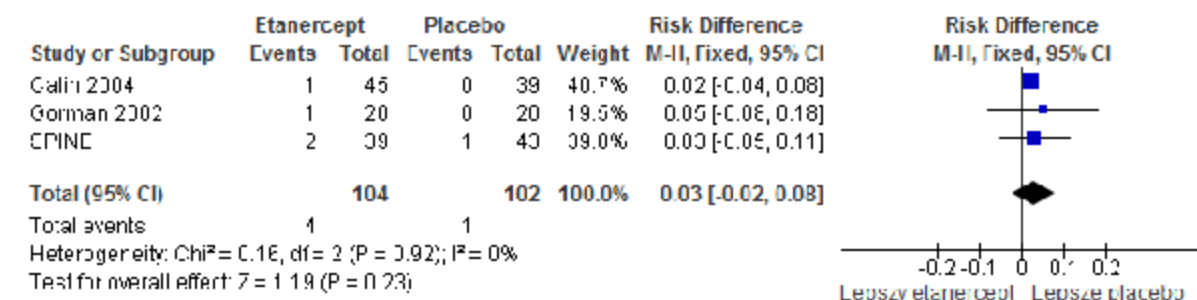 Etanercept Placebo Risk Difference Risk Difference
Study or Subgroup Events Total Events Total Weight M-H, Fixed, 95% CI M-H, Fixed, 95% CI
Calin 2004 1 45 0 39 40.7% 0.02 [-0.04, 0.08]
Gorman 2002 1 20 0 20 19.5% 0.05 [-0.08, 0.18]
2 39 1 43 0.03 [-0.05, 0.11]
Total (95% CI) 104 102 100.0% 0.03 [-0.02, 0.08]
Total events 4 1
Heterogeneity: Chi² = 0.16, df = 2 (P = 0.92); I² = 0%
Test for overall effect: Z = 1.19 (P = 0.23)
-0.2 -0.1 0 0.1 0.2
Lepszy etanercept Lepsze placebo